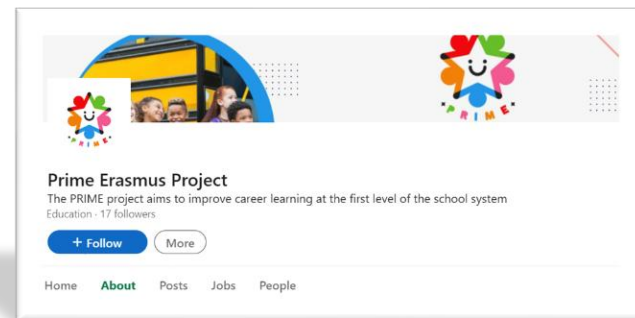 PRIME
PRIME
Prime Erasmus Project
The PRIME project aims to improve career learning at the first level of the school system
Education · 17 followers
+ Follow
More
Home About Posts Jobs People